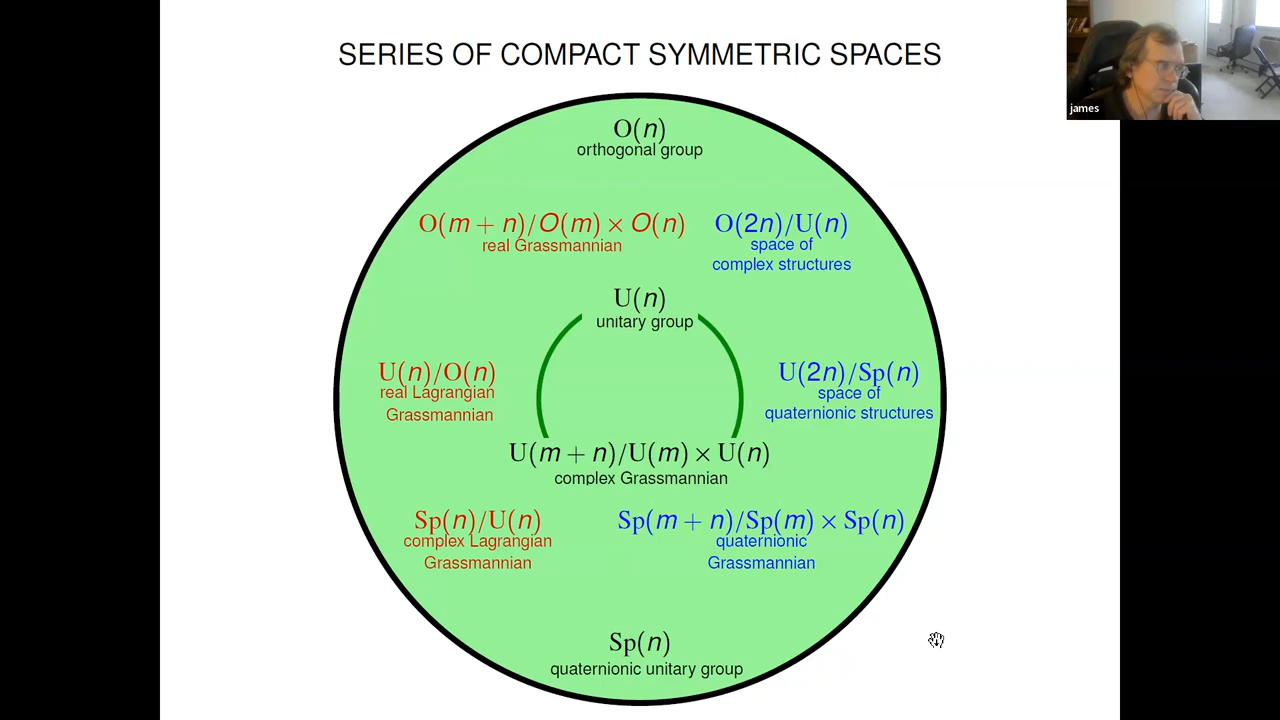 SERIES OF COMPACT SYMMETRIC SPACES
james
O(n)
orthogonal group
O(m + n)/O(m) × O(n)
real Grassmannian
O(2n)/U(n)
space of
complex structures
U(n)
unitary group
U(n)/O(n)
real Lagrangian
Grassmannian
U(2n)/Sp(n)
space of
quaternionic structures
U(m + n)/U(m) × U(n)
complex Grassmannian
Sp(n)/U(n)
complex Lagrangian
Grassmannian
Sp(m + n)/Sp(m) × Sp(n)
quaternionic
Grassmannian
Sp(n)
quaternionic unitary group